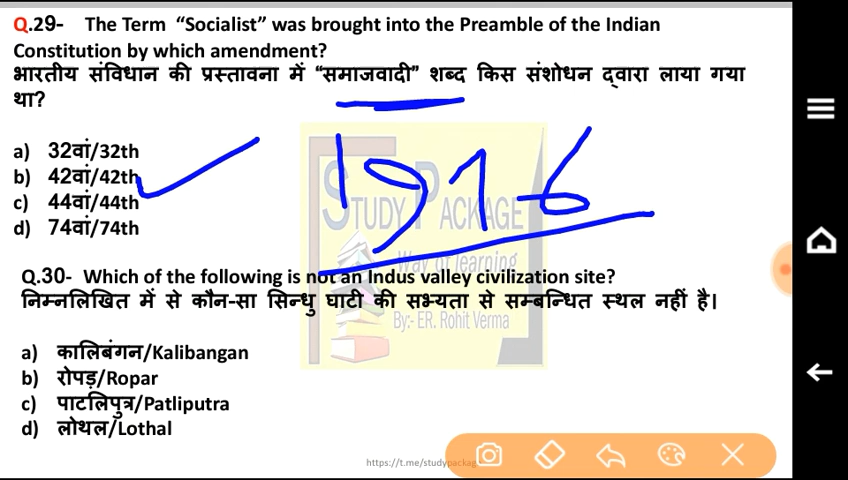 Q.29- The Term “Socialist” was brought into the Preamble of the Indian
Constitution by which amendment?
भारतीय संविधान की प्रस्तावना में “समाजवादी” शब्द किस संशोधन द्वारा लाया गया
था?
a) 32वां/32th
b) 42वां/42th
c) 44वां/44th
d) 74वां/74th
1976
STUDY PACKAGE
Way of learning
Q.30- Which of the following is not an Indus valley civilization site?
निम्नलिखित में से कौन-सा सिन्धु घाटी की सभ्यता से सम्बन्धित स्थल नहीं है।
By:- ER. Rohit Verma
a) कालिबंगन/Kalibangan
b) रोपड़/Ropar
c) पाटलिपुत्र/Patliputra
d) लोथल/Lothal
https://t.me/studypackag